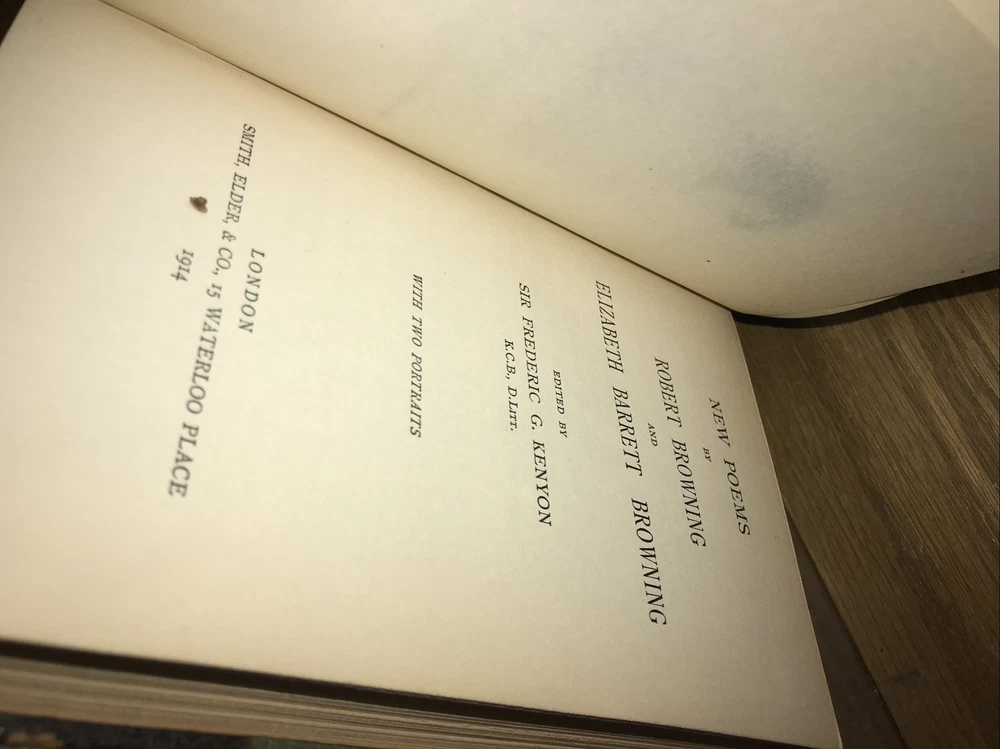 NEW POEMS
BY
ROBERT BROWNING
AND
ELIZABETH BARRETT BROWNING
EDITED BY
SIR FREDERIC G. KENYON
K.C.B., D.LITT.
WITH TWO PORTRAITS
LONDON
SMITH, ELDER, & CO., 15 WATERLOO PLACE
1914